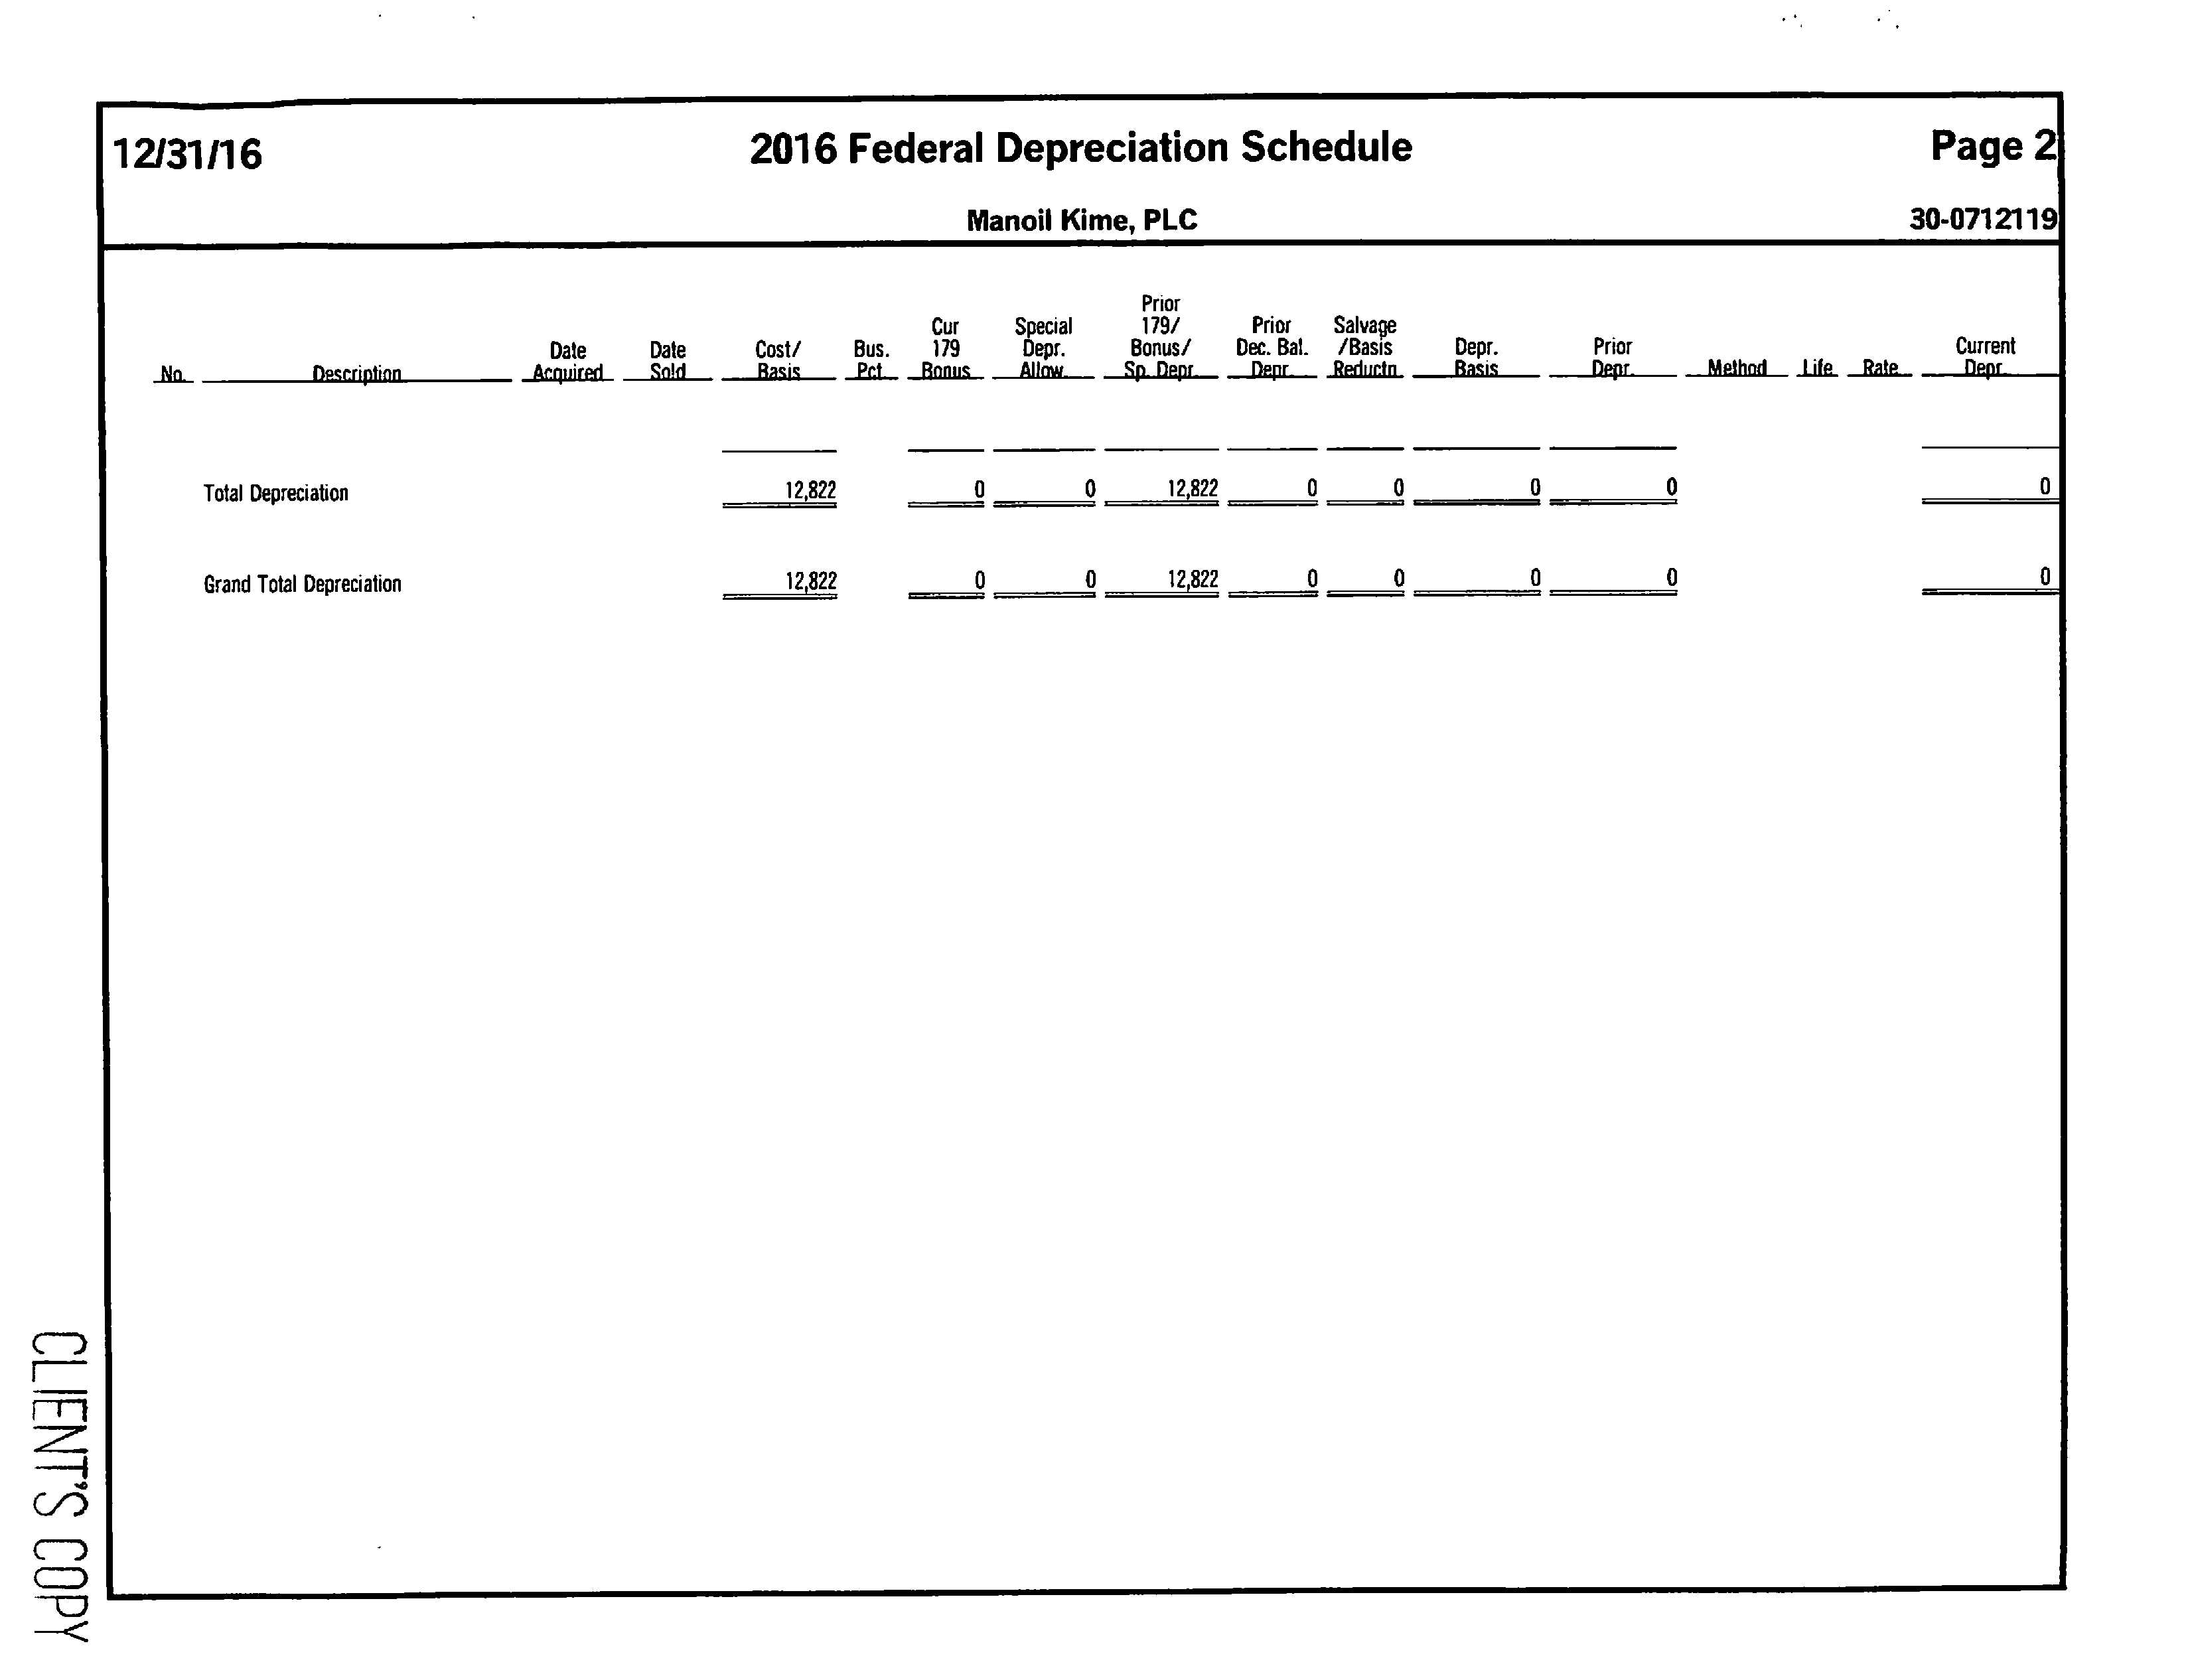 12/31/16 2016 Federal Depreciation Schedule Page 2
Manoil Kime, PLC 30-0712119
Prior
Cur Special 179/ Prior Salvage
Date Date Cost/ Bus. 179 Depr. Bonus/ Dec. Bal. /Basis Depr. Prior Current
No. Description Acquired Sold Basis Pct. Bonus Allow. Sp. Depr. Depr. Reductn Basis Depr. Method Life Rate Depr.
Total Depreciation 12,822 0 0 12,822 0 0 0 0 0
Grand Total Depreciation 12,822 0 0 12,822 0 0 0 0 0
CLIENT'S COPY